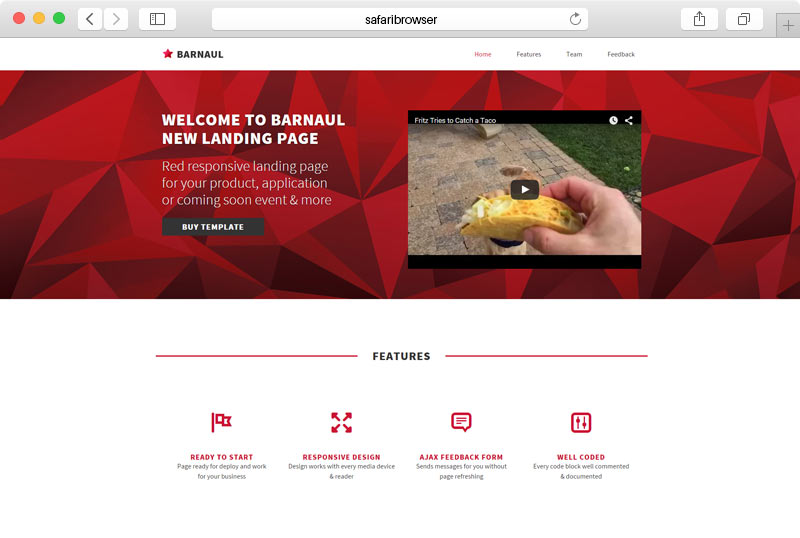 safaribrowser
BARNAUL
Home Features Team Feedback
WELCOME TO BARNAUL
NEW LANDING PAGE
Red responsive landing page
for your product, application
or coming soon event & more
BUY TEMPLATE
Fritz Tries to Catch a Taco
FEATURES
READY TO START
Page ready for deploy and work
for your business
RESPONSIVE DESIGN
Design works with every media device
& reader
AJAX FEEDBACK FORM
Sends messages for you without
page refreshing
WELL CODED
Every code block well commented
& documented